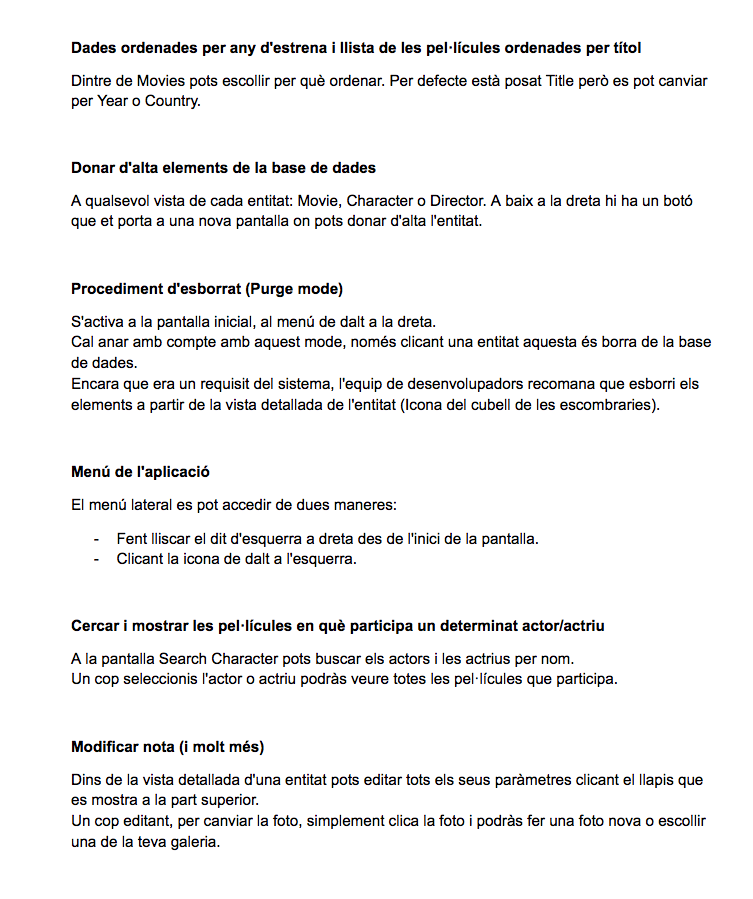 Dades ordenades per any d'estrena i llista de les pel·lícules ordenades per títol
Dintre de Movies pots escollir per què ordenar. Per defecte està posat Title però es pot canviar
per Year o Country.
Donar d'alta elements de la base de dades
A qualsevol vista de cada entitat: Movie, Character o Director. A baix a la dreta hi ha un botó
que et porta a una nova pantalla on pots donar d'alta l'entitat.
Procediment d'esborrat (Purge mode)
S'activa a la pantalla inicial, al menú de dalt a la dreta.
Cal anar amb compte amb aquest mode, només clicant una entitat aquesta és borra de la base
de dades.
Encara que era un requisit del sistema, l'equip de desenvolupadors recomana que esborri els
elements a partir de la vista detallada de l'entitat (Icona del cubell de les escombraries).
Menú de l'aplicació
El menú lateral es pot accedir de dues maneres:
- Fent lliscar el dit d'esquerra a dreta des de l'inici de la pantalla.
- Clicant la icona de dalt a l'esquerra.
Cercar i mostrar les pel·lícules en què participa un determinat actor/actriu
A la pantalla Search Character pots buscar els actors i les actrius per nom.
Un cop seleccionis l'actor o actriu podràs veure totes les pel·lícules que participa.
Modificar nota (i molt més)
Dins de la vista detallada d'una entitat pots editar tots els seus paràmetres clicant el llapis que
es mostra a la part superior.
Un cop editant, per canviar la foto, simplement clica la foto i podràs fer una foto nova o escollir
una de la teva galeria.